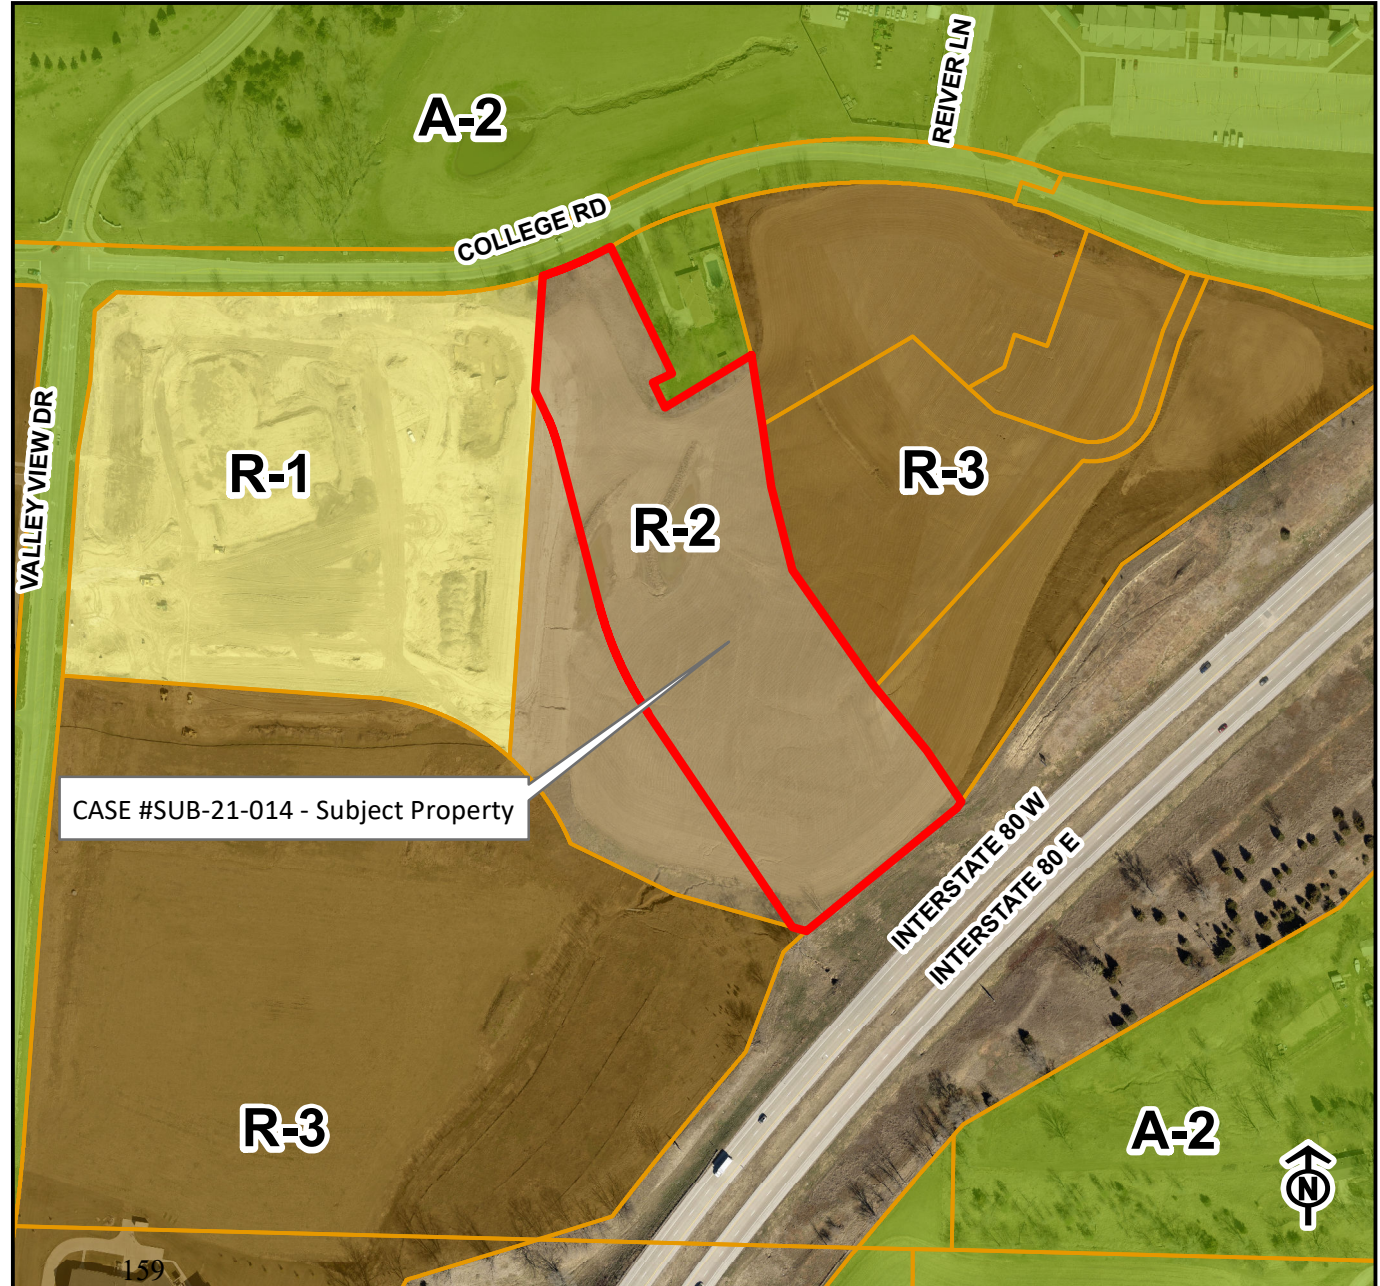 REIVER LN
A-2
COLLEGE RD
VALLEY VIEW DR
R-1
R-3
R-2
CASE #SUB-21-014 - Subject Property
INTERSTATE 80 W
INTERSTATE 80 E
R-3
A-2
N
159